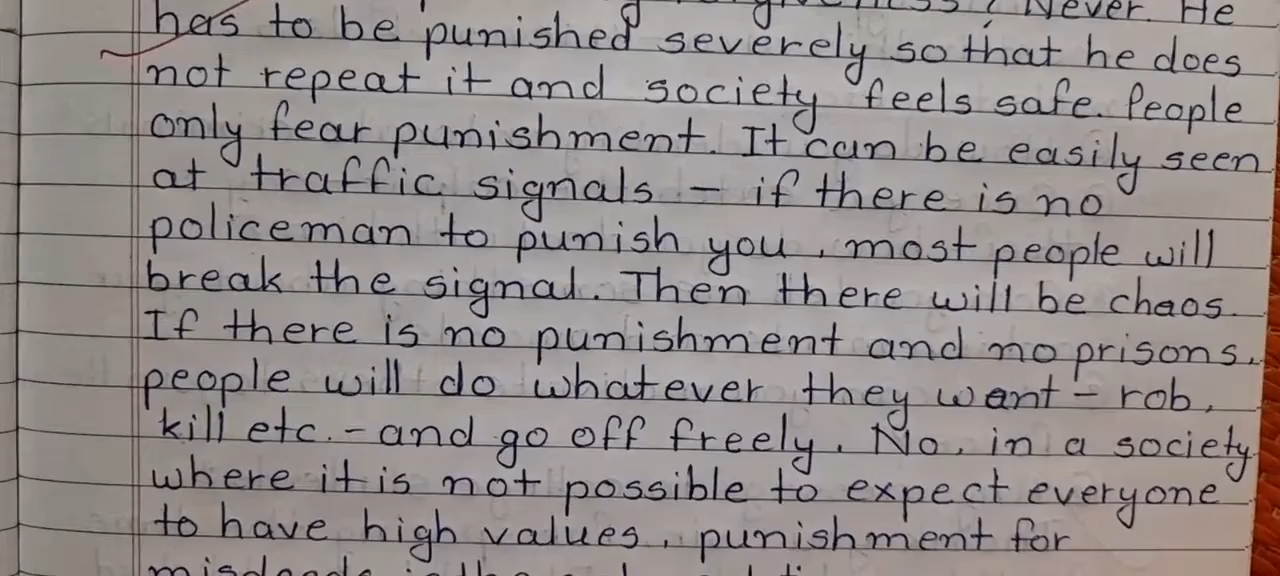 Never. He
has to be punished severely so that he does
not repeat it and society feels safe. People
only fear punishment. It can be easily seen
at traffic signals – if there is no
policeman to punish you, most people will
break the signal. Then there will be chaos.
If there is no punishment and no prisons,
people will do whatever they want – rob,
kill etc. – and go off freely. No, in a society
where it is not possible to expect everyone
to have high values, punishment for